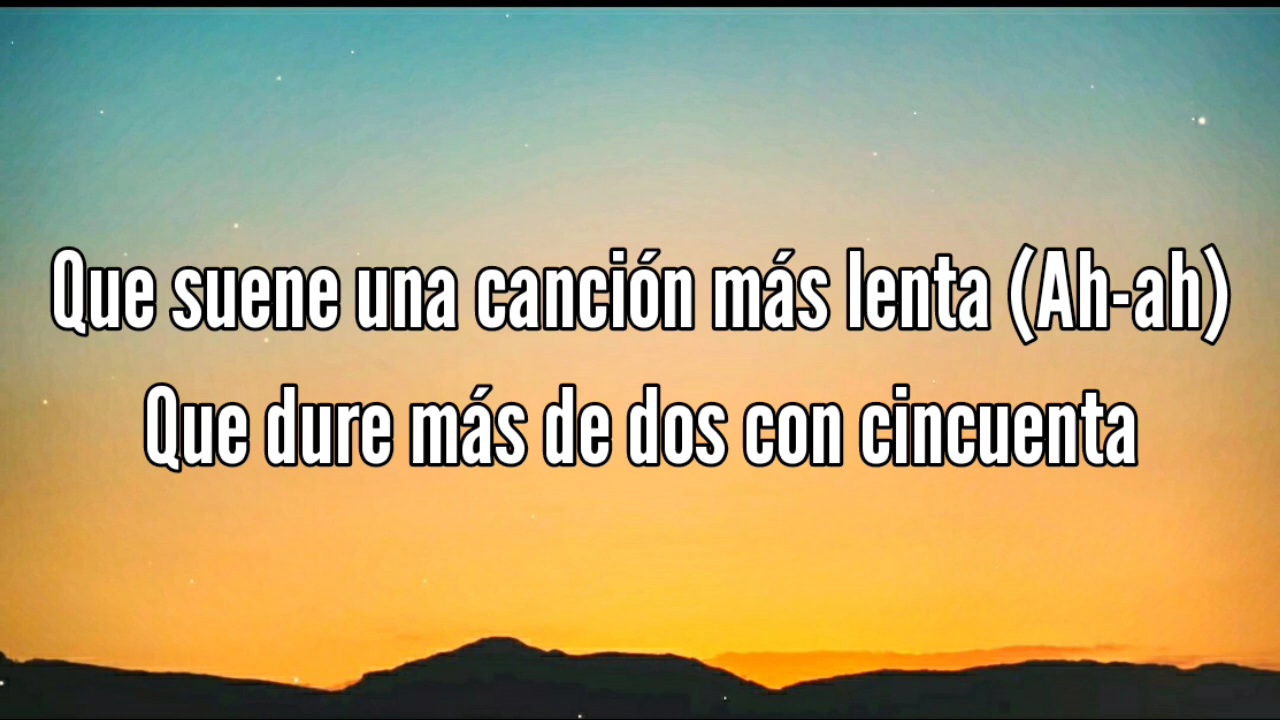 Que suene una canción más lenta (Ah-ah)
Que dure más de dos con cincuenta